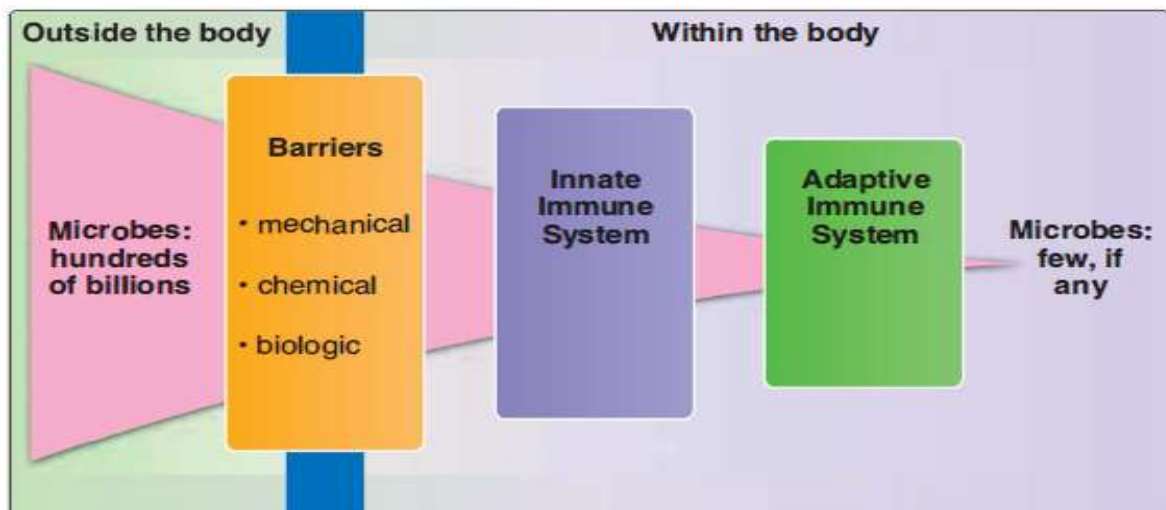 Outside the body
Within the body
Microbes:
hundreds
of billions
Barriers
• mechanical
• chemical
• biologic
Innate
Immune
System
Adaptive
Immune
System
Microbes:
few, if
any